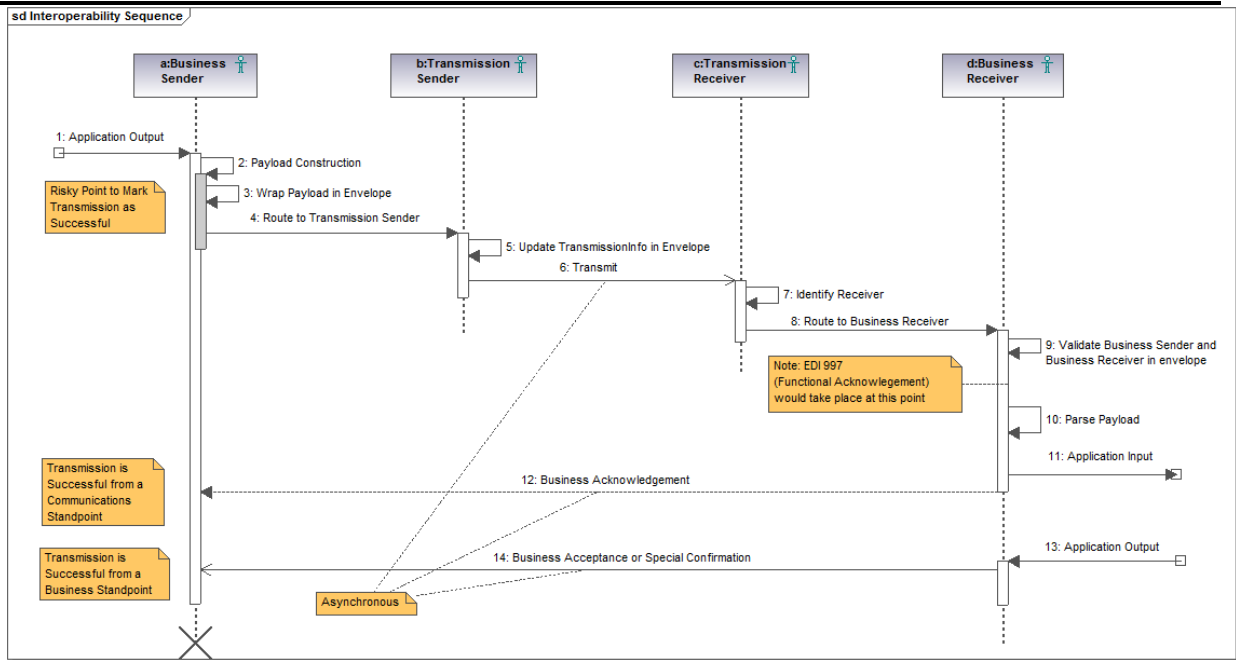 sd Interoperability Sequence
a:Business
Sender
b:Transmission
Sender
c:Transmission
Receiver
d:Business
Receiver
1: Application Output
2: Payload Construction
Risky Point to Mark
Transmission as
Successful
3: Wrap Payload in Envelope
4: Route to Transmission Sender
5: Update TransmissionInfo in Envelope
6: Transmit
7: Identify Receiver
8: Route to Business Receiver
9: Validate Business Sender and
Business Receiver in envelope
Note: EDI 997
(Functional Acknowlegement)
would take place at this point
10: Parse Payload
11: Application Input
Transmission is
Successful from a
Communications
Standpoint
12: Business Acknowledgement
13: Application Output
Transmission is
Successful from a
Business Standpoint
14: Business Acceptance or Special Confirmation
Asynchronous